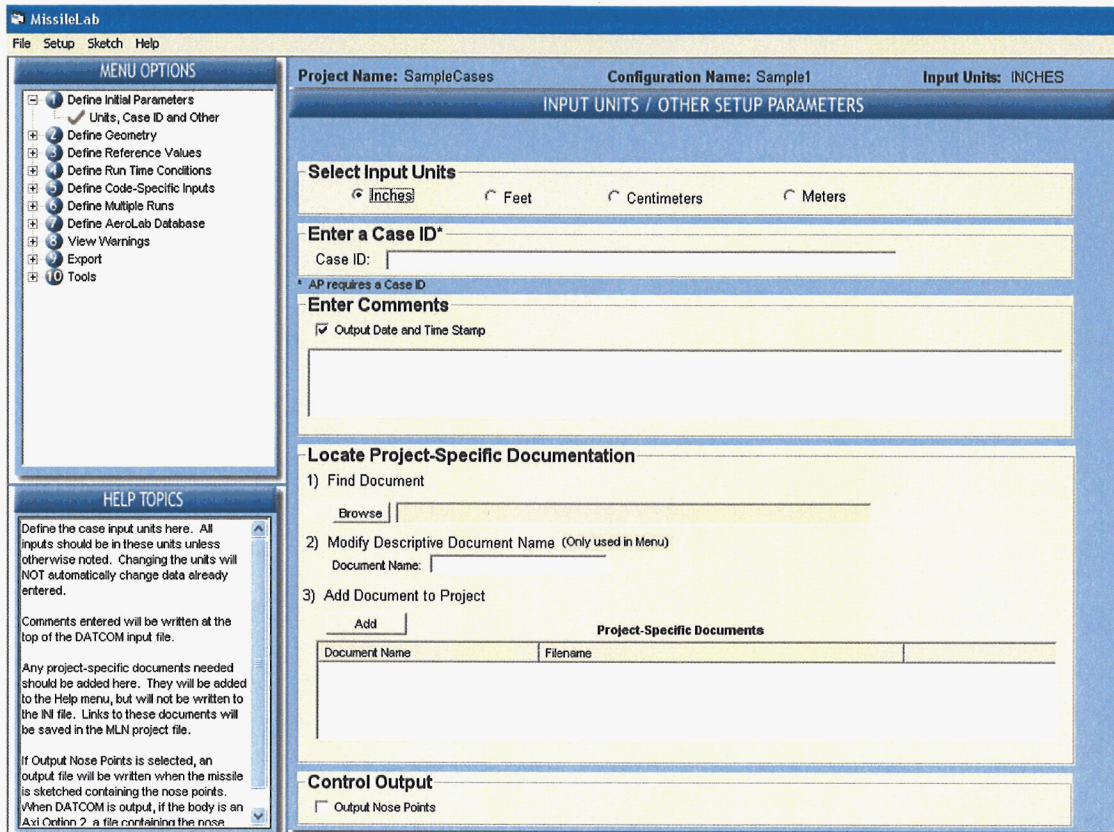 MissileLab
File Setup Sketch Help
MENU OPTIONS
1 Define Initial Parameters
Units, Case ID and Other
2 Define Geometry
3 Define Reference Values
4 Define Run Time Conditions
5 Define Code-Specific Inputs
6 Define Multiple Runs
7 Define AeroLab Database
8 View Warnings
9 Export
10 Tools
HELP TOPICS
Define the case input units here. All
inputs should be in these units unless
otherwise noted. Changing the units will
NOT automatically change data already
entered.
Comments entered will be written at the
top of the DATCOM input file.
Any project-specific documents needed
should be added here. They will be added
to the Help menu, but will not be written to
the INI file. Links to these documents will
be saved in the MLN project file.
If Output Nose Points is selected, an
output file will be written when the missile
is sketched containing the nose points.
When DATCOM is output, if the body is an
Axi Option 2, a file containing the nose
Project Name: SampleCases Configuration Name: Sample1 Input Units: INCHES
INPUT UNITS / OTHER SETUP PARAMETERS
Select Input Units
Inches Feet Centimeters Meters
Enter a Case ID*
Case ID:
* AP requires a Case ID
Enter Comments
Output Date and Time Stamp
Locate Project-Specific Documentation
1) Find Document
Browse
2) Modify Descriptive Document Name (Only used in Menu)
Document Name:
3) Add Document to Project
Add
Project-Specific Documents
Document Name Filename
Control Output
Output Nose Points